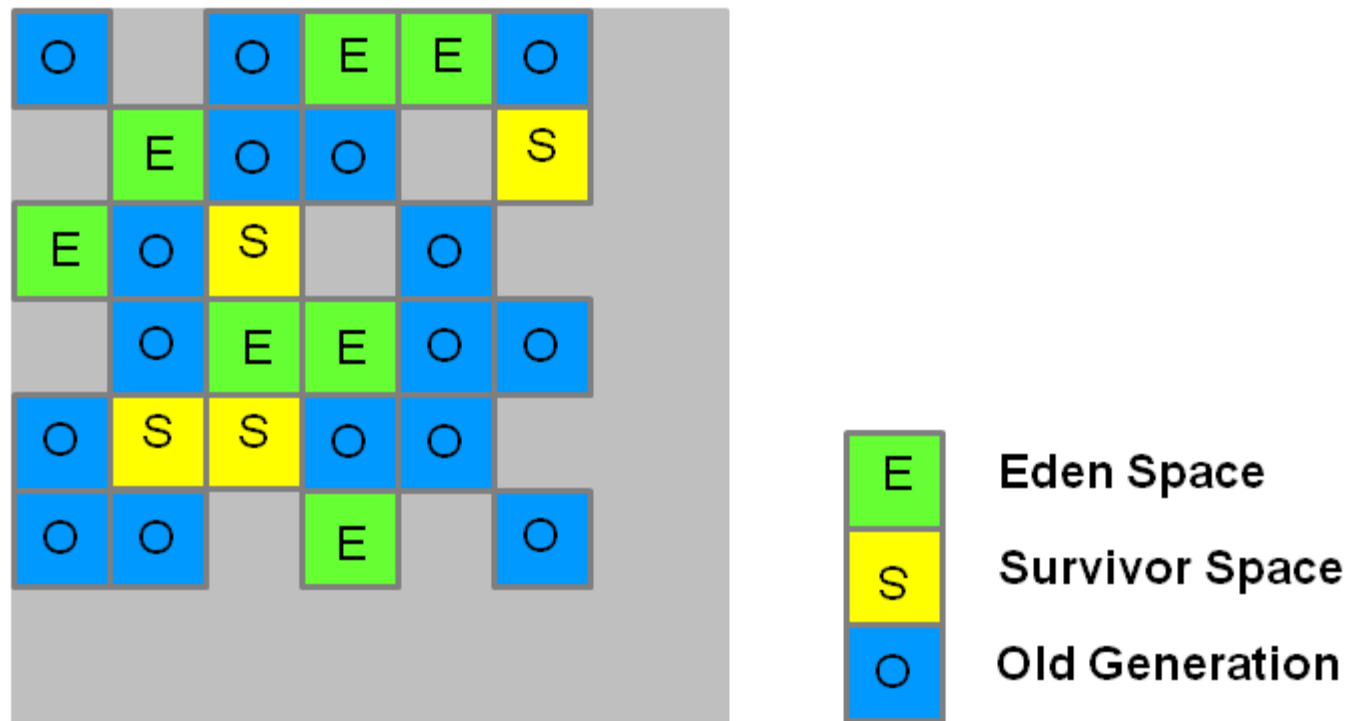 O O E E O
E O O S
E O S O
O E E O O
O S S O O
O O E O
E Eden Space
S Survivor Space
O Old Generation